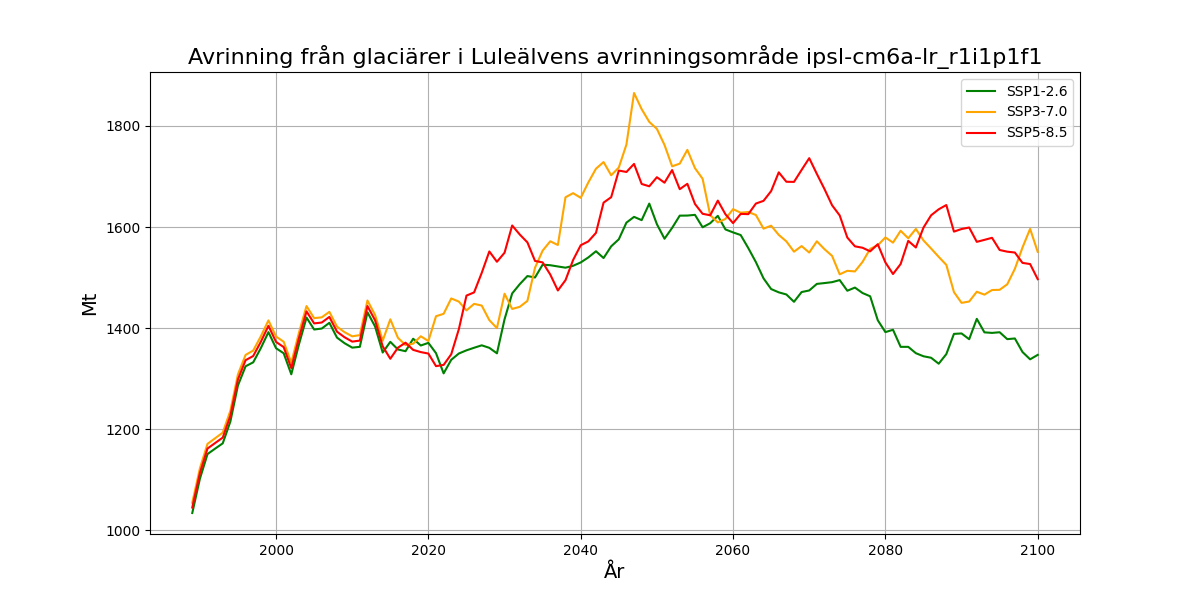 Avrinning från glaciärer i Luleälvens avrinningsområde ipsl-cm6a-lr_r1i1p1f1
SSP1-2.6
SSP3-7.0
SSP5-8.5
Mt
1800
1600
1400
1200
1000
2000 2020 2040 2060 2080 2100
År